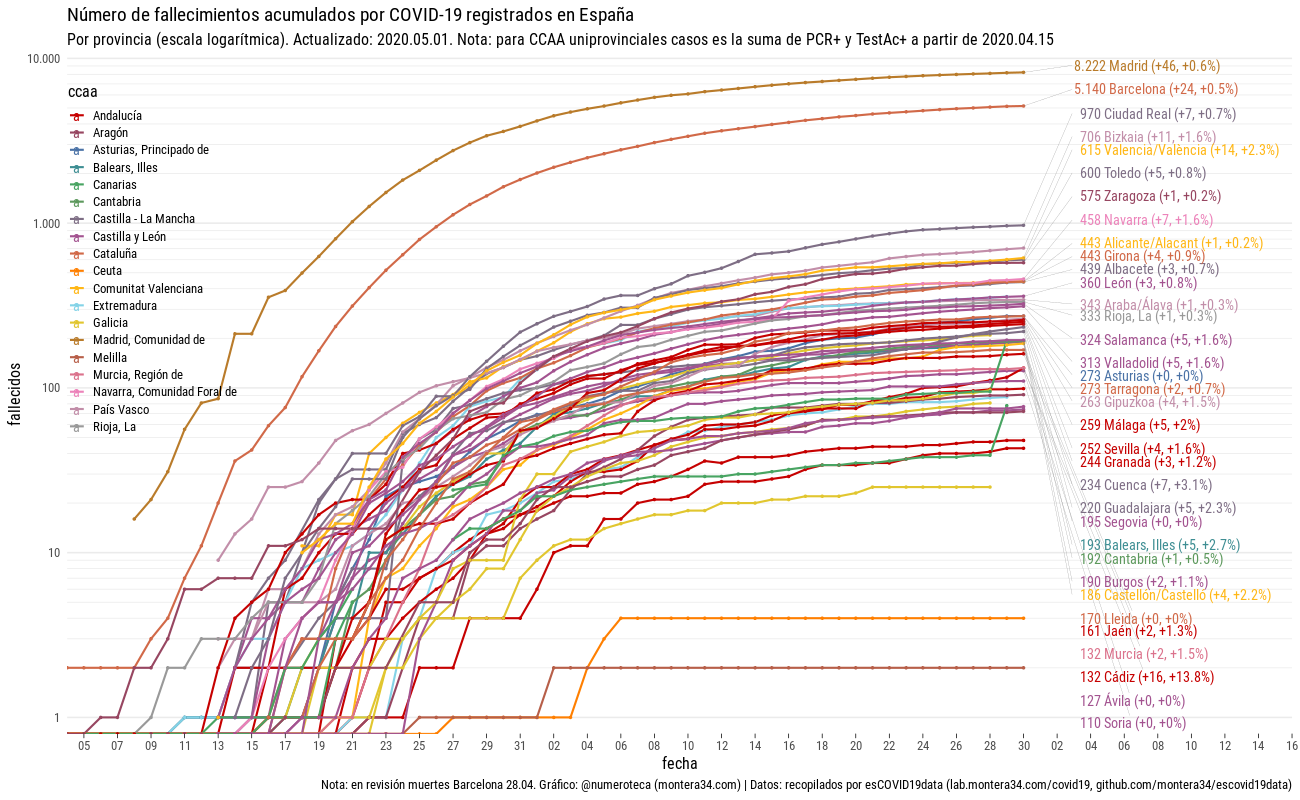 Número de fallecimientos acumulados por COVID-19 registrados en España
Por provincia (escala logarítmica). Actualizado: 2020.05.01. Nota: para CCAA uniprovinciales casos es la suma de PCR+ y TestAc+ a partir de 2020.04.15
10.000
1.000
100
10
1
fallecidos
ccaa
Andalucía
Aragón
Asturias, Principado de
Balears, Illes
Canarias
Cantabria
Castilla - La Mancha
Castilla y León
Cataluña
Ceuta
Comunitat Valenciana
Extremadura
Galicia
Madrid, Comunidad de
Melilla
Murcia, Región de
Navarra, Comunidad Foral de
País Vasco
Rioja, La
8.222 Madrid (+46, +0.6%)
5.140 Barcelona (+24, +0.5%)
970 Ciudad Real (+7, +0.7%)
706 Bizkaia (+11, +1.6%)
615 Valencia/València (+14, +2.3%)
600 Toledo (+5, +0.8%)
575 Zaragoza (+1, +0.2%)
458 Navarra (+7, +1.6%)
443 Alicante/Alacant (+1, +0.2%)
443 Girona (+4, +0.9%)
439 Albacete (+3, +0.7%)
360 León (+3, +0.8%)
343 Araba/Álava (+1, +0.3%)
333 Rioja, La (+1, +0.3%)
324 Salamanca (+5, +1.6%)
313 Valladolid (+5, +1.6%)
273 Asturias (+0, +0%)
273 Tarragona (+2, +0.7%)
263 Gipuzkoa (+4, +1.5%)
259 Málaga (+5, +2%)
252 Sevilla (+4, +1.6%)
244 Granada (+3, +1.2%)
234 Cuenca (+7, +3.1%)
220 Guadalajara (+5, +2.3%)
195 Segovia (+0, +0%)
193 Balears, Illes (+5, +2.7%)
192 Cantabria (+1, +0.5%)
190 Burgos (+2, +1.1%)
186 Castellón/Castelló (+4, +2.2%)
170 Lleida (+0, +0%)
161 Jaén (+2, +1.3%)
132 Murcia (+2, +1.5%)
132 Cádiz (+16, +13.8%)
127 Ávila (+0, +0%)
110 Soria (+0, +0%)
05 07 09 11 13 15 17 19 21 23 25 27 29 31 02 04 06 08 10 12 14 16 18 20 22 24 26 28 30 02 04 06 08 10 12 14 16
fecha
Nota: en revisión muertes Barcelona 28.04. Gráfico: @numeroteca (montera34.com) | Datos: recopilados por esCOVID19data (lab.montera34.com/covid19, github.com/montera34/escovid19data)